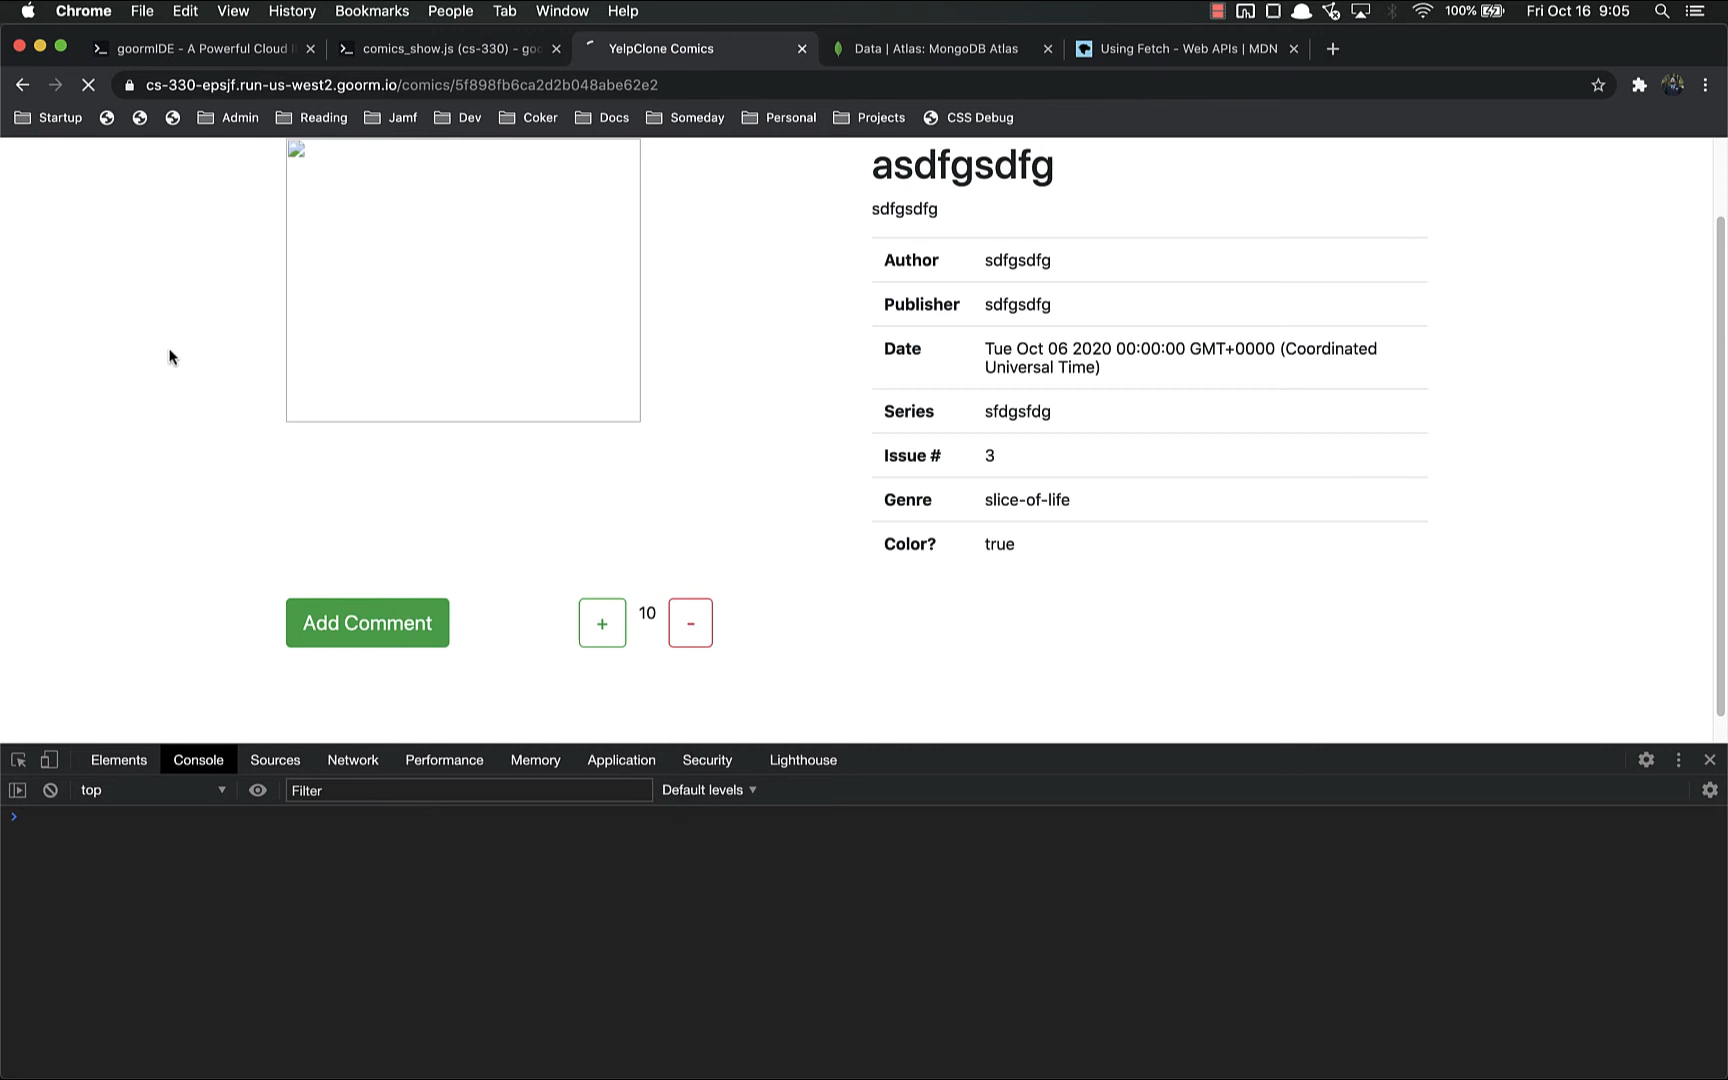 Chrome File Edit View History Bookmarks People Tab Window Help 100% Fri Oct 16 9:05
goormIDE - A Powerful Cloud comics_show.js (cs-330) - goo YelpClone Comics Data | Atlas: MongoDB Atlas Using Fetch - Web APIs | MDN
cs-330-epsjf.run-us-west2.goorm.io/comics/5f898fb6ca2d2b048abe62e2
Startup Admin Reading Jamf Dev Coker Docs Someday Personal Projects CSS Debug
asdfgsdfg
sdfgsdfg
Author sdfgsdfg
Publisher sdfgsdfg
Date Tue Oct 06 2020 00:00:00 GMT+0000 (Coordinated
Universal Time)
Series sfdgsfdg
Issue # 3
Genre slice-of-life
Color? true
Add Comment + 10 -
Elements Console Sources Network Performance Memory Application Security Lighthouse
top Filter Default levels